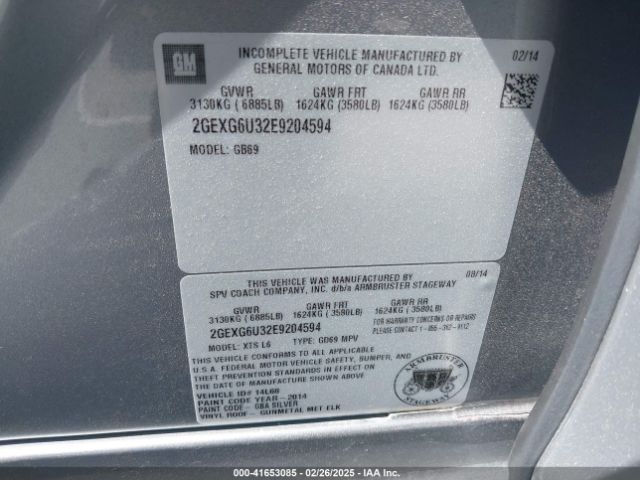 GM
INCOMPLETE VEHICLE MANUFACTURED BY
GENERAL MOTORS OF CANADA LTD.
02/14
GVWR GAWR FRT GAWR RR
3130KG ( 6885LB) 1624KG (3580LB) 1624KG (3580LB)
2GEXG6U32E9204594
MODEL: GB69
THIS VEHICLE WAS MANUFACTURED BY
SPV COACH COMPANY, INC. d/b/a ARMBRUSTER STAGEWAY
08/14
GVWR GAWR FRT GAWR RR
3130KG (6885LB) 1624KG (3580LB) 1624KG (3580LB)
2GEXG6U32E9204594
FOR WARRANTY CONCERNS OR REPAIRS
PLEASE CONTACT
MODEL: XTS L6 TYPE: GD69 MPV
THIS VEHICLE CONFORMS TO ALL APPLICABLE
U.S.A. FEDERAL MOTOR VEHICLE SAFETY, BUMPER, AND
THEFT PREVENTION STANDARDS IN EFFECT ON
THE DATE OF MANUFACTURE SHOWN ABOVE.
VEHICLE ID# 14L68
PAINT CODE YEAR-2014
PAINT CODE - GBA SILVER
VINYL ROOF - GUNMETAL MET ELK
ARMBRUSTER
STAGEWAY
000-41653085 - 02/26/2025 - IAA Inc.